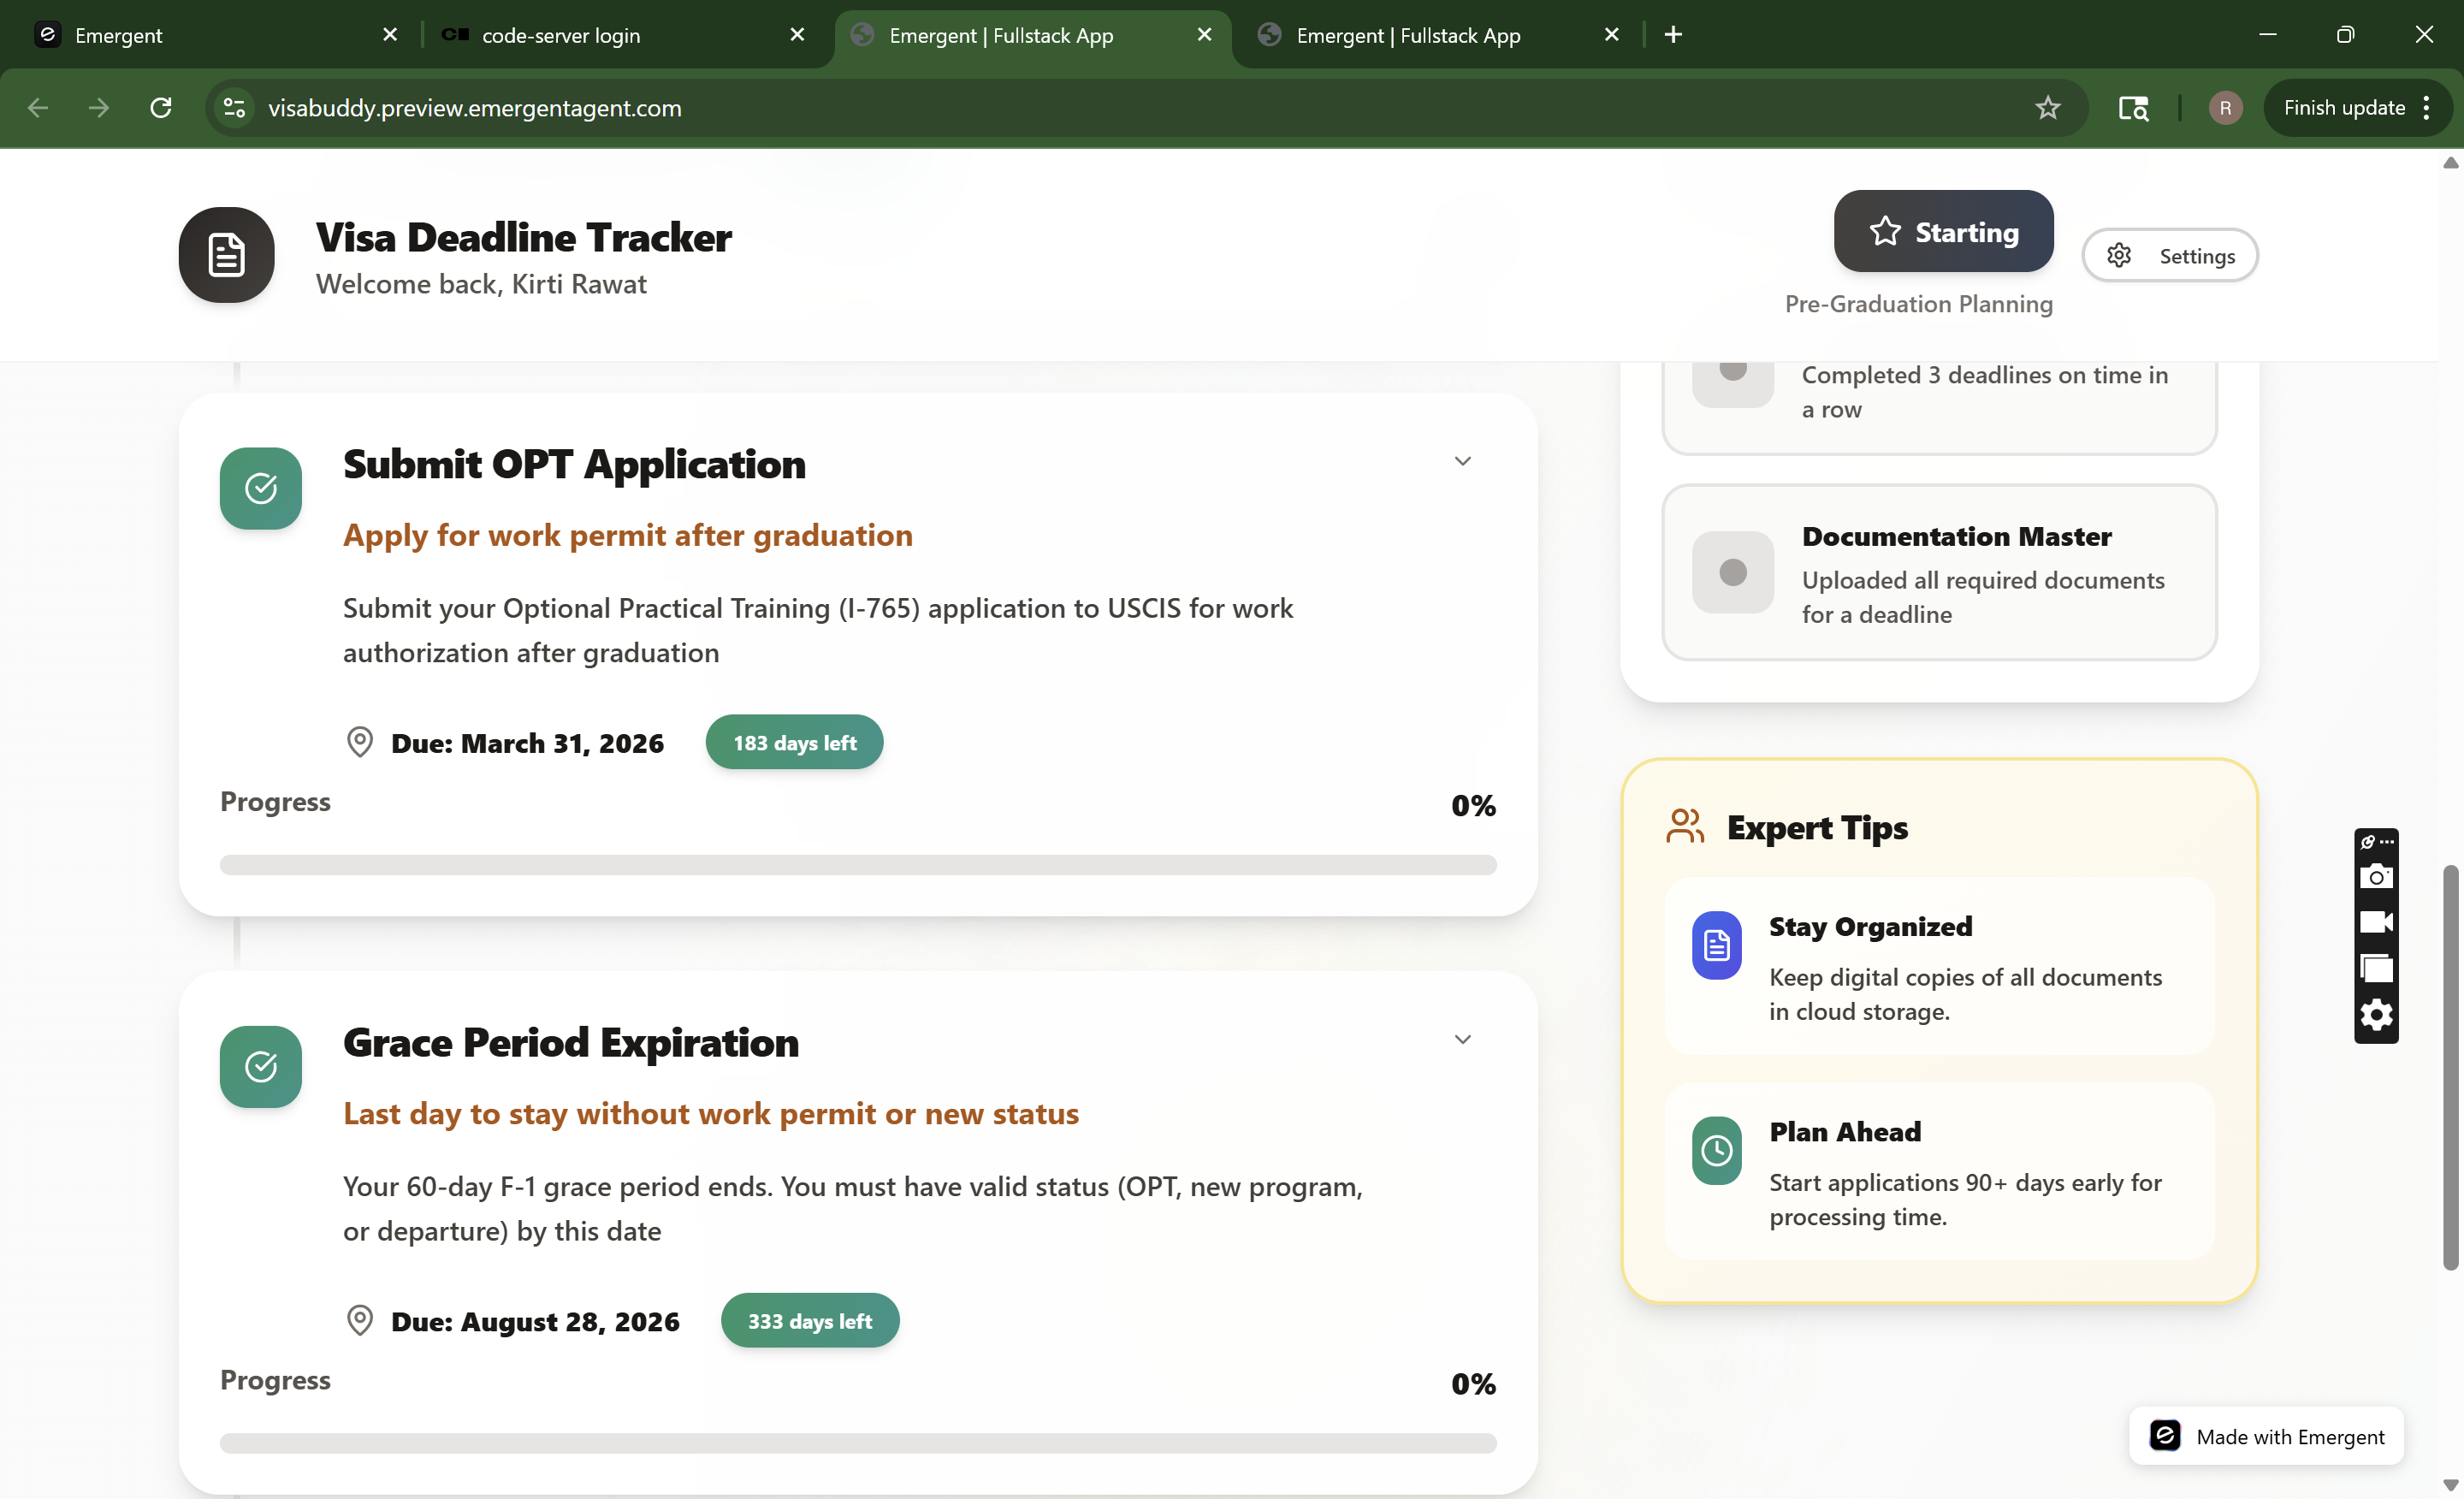 Emergent
code-server login
Emergent | Fullstack App
Emergent | Fullstack App
visabuddy.preview.emergentagent.com
R
Finish update
Visa Deadline Tracker
Welcome back, Kirti Rawat
Starting
Pre-Graduation Planning
Settings
Submit OPT Application
Apply for work permit after graduation
Submit your Optional Practical Training (I-765) application to USCIS for work
authorization after graduation
Due: March 31, 2026
183 days left
Progress
0%
Grace Period Expiration
Last day to stay without work permit or new status
Your 60-day F-1 grace period ends. You must have valid status (OPT, new program,
or departure) by this date
Due: August 28, 2026
333 days left
Progress
0%
Completed 3 deadlines on time in
a row
Documentation Master
Uploaded all required documents
for a deadline
Expert Tips
Stay Organized
Keep digital copies of all documents
in cloud storage.
Plan Ahead
Start applications 90+ days early for
processing time.
Made with Emergent